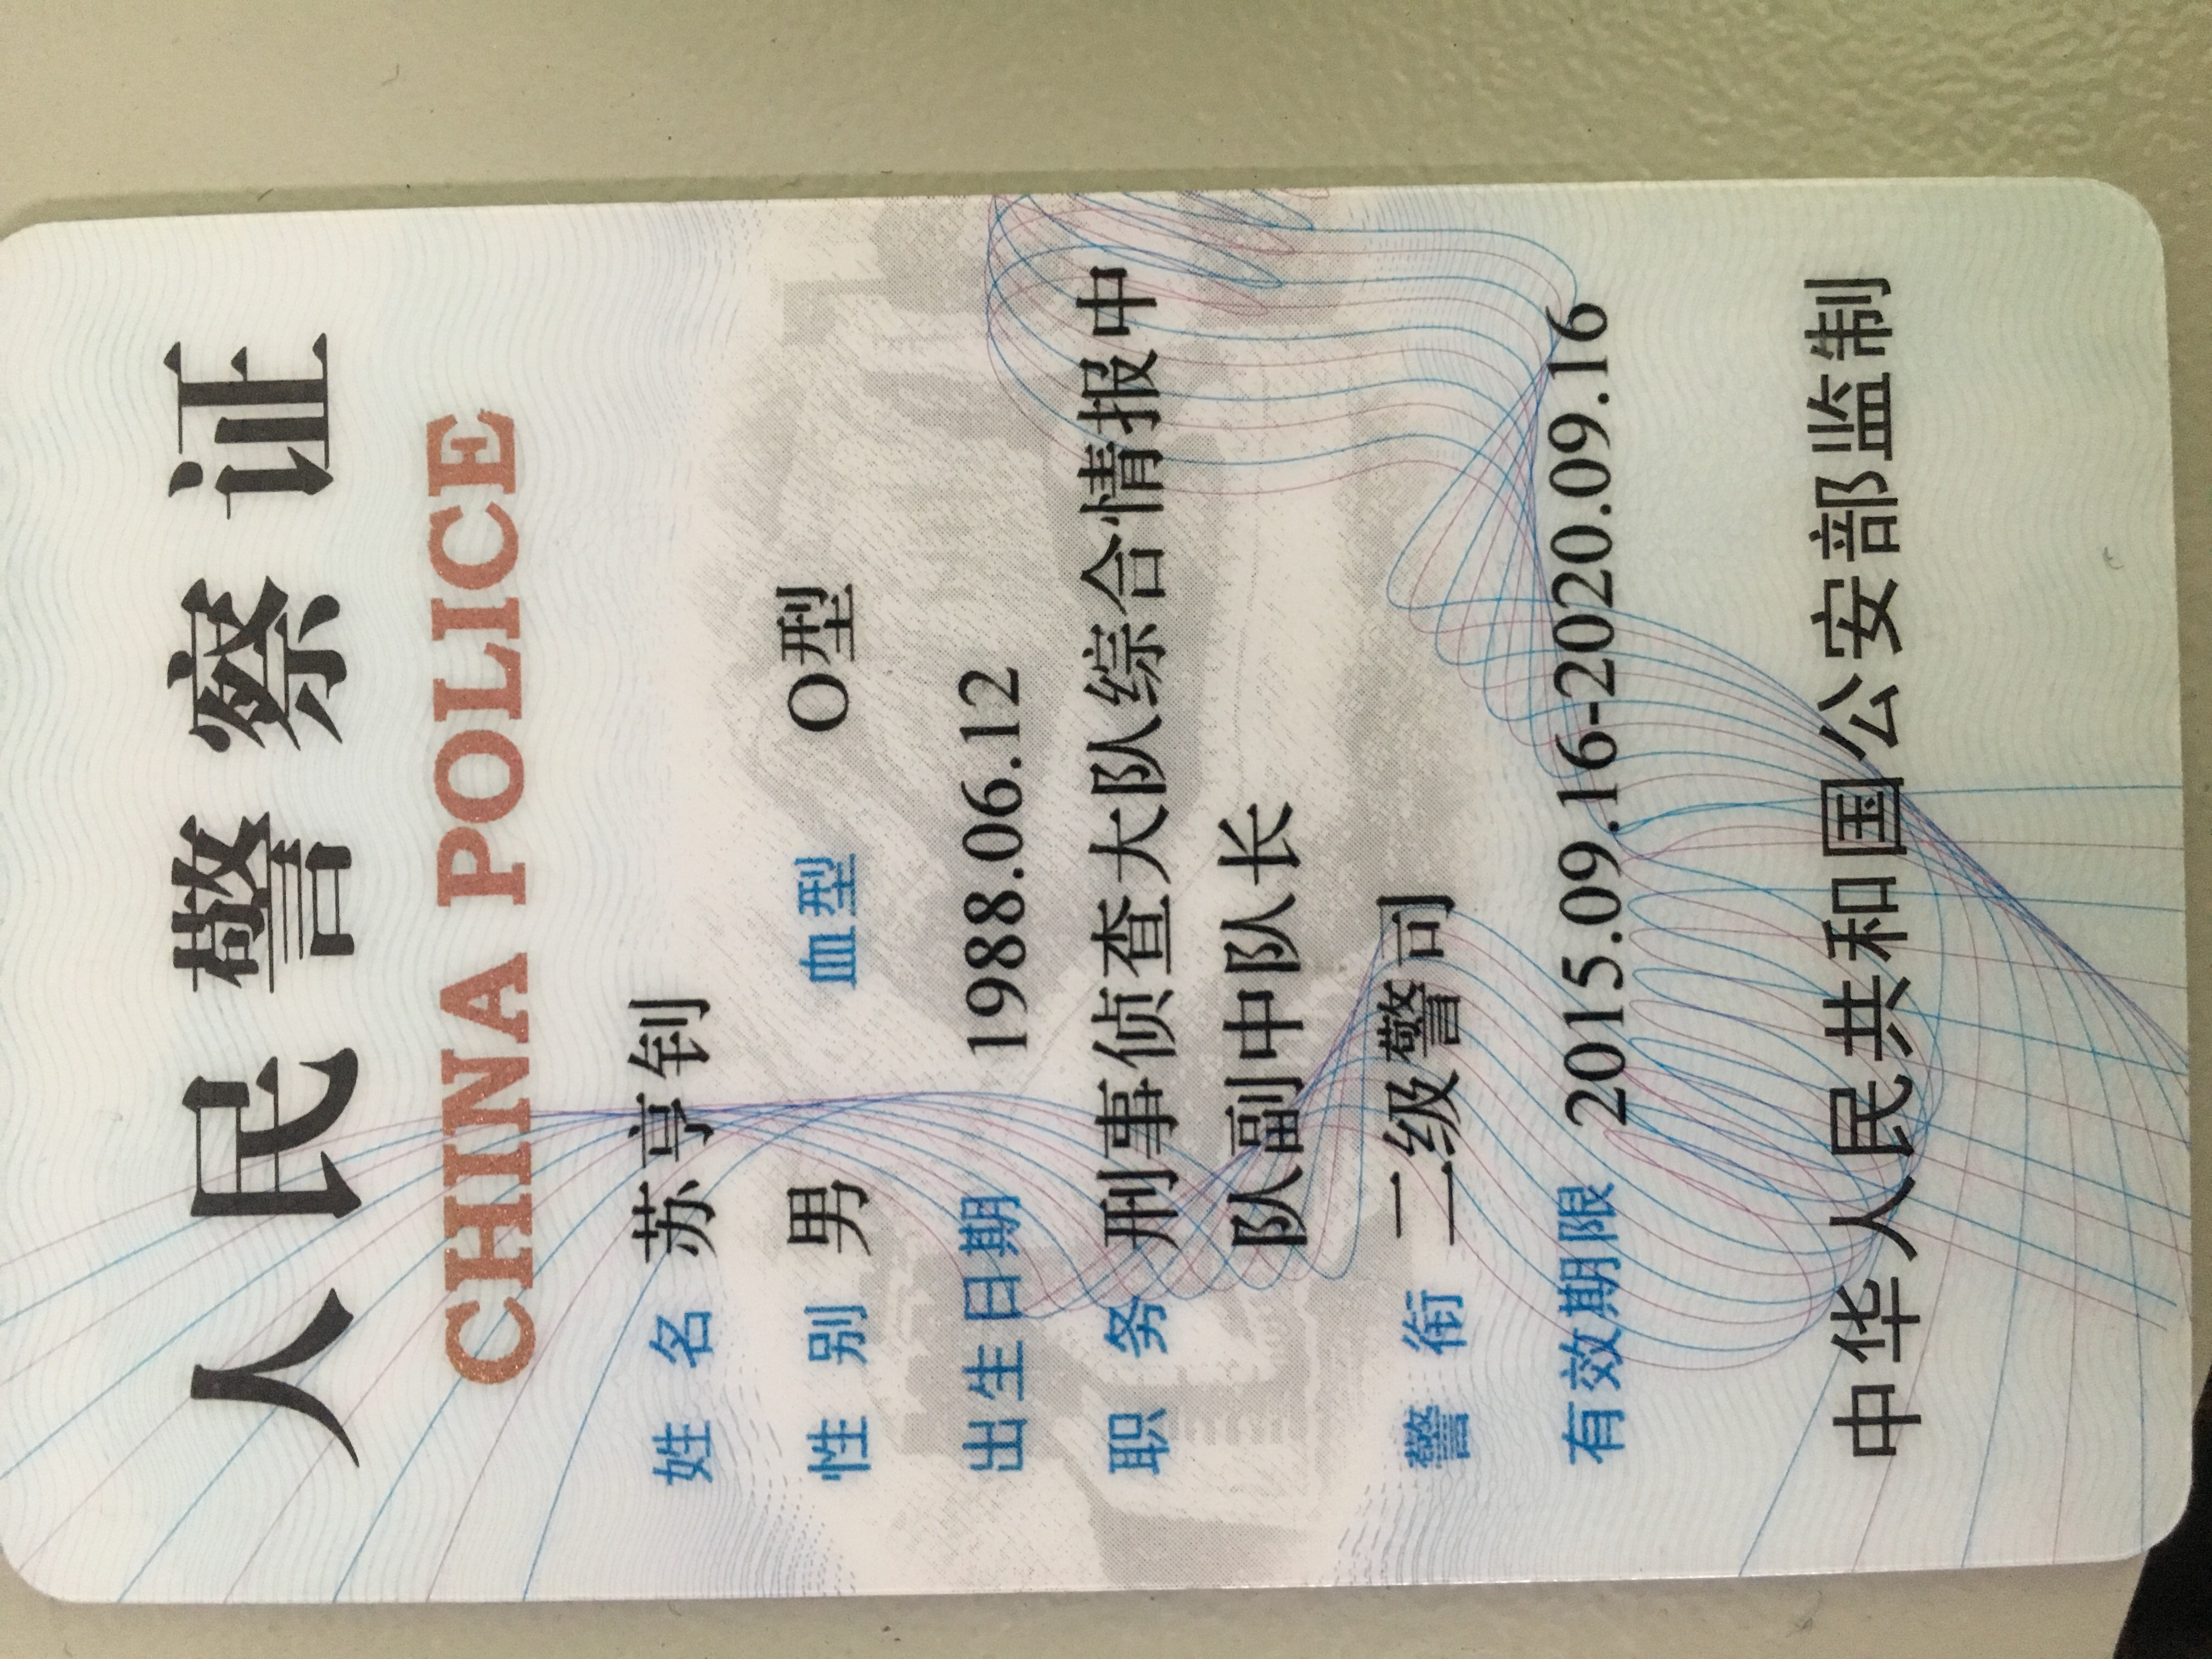 人民警察证
CHINA POLICE
姓 名 苏亨钊
性 别 男 血型 O型
出生日期 1988.06.12
职 务 刑事侦查大队综合情报中
队副中队长
警 衔 二级警司
有效期限 2015.09.16-2020.09.16
中华人民共和国公安部监制